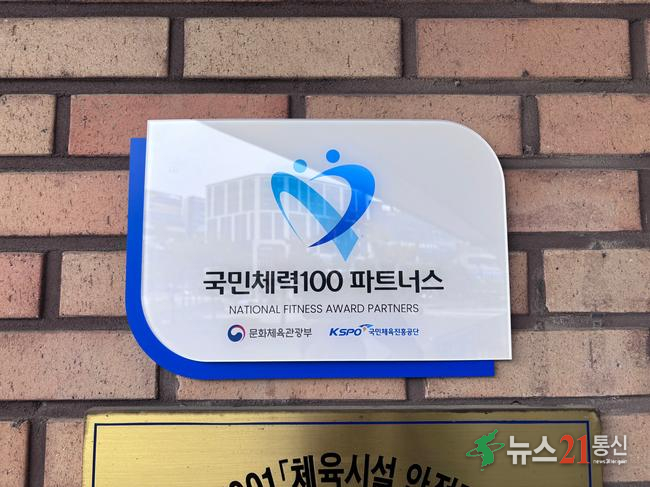 국민체력100 파트너스
NATIONAL FITNESS AWARD PARTNERS
문화체육관광부 KSPO 국민체육진흥공단
001「체육시설 안전
뉴스21통신